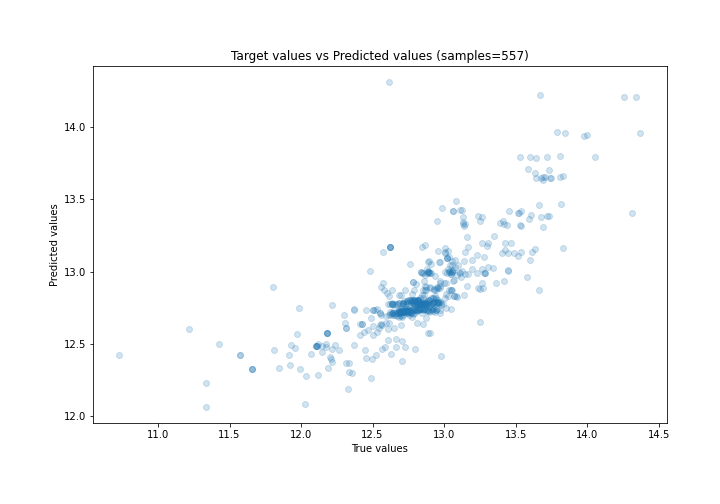 Target values vs Predicted values (samples=557)
14.0
13.5
13.0
12.5
12.0
Predicted values
11.0 11.5 12.0 12.5 13.0 13.5 14.0 14.5
True values